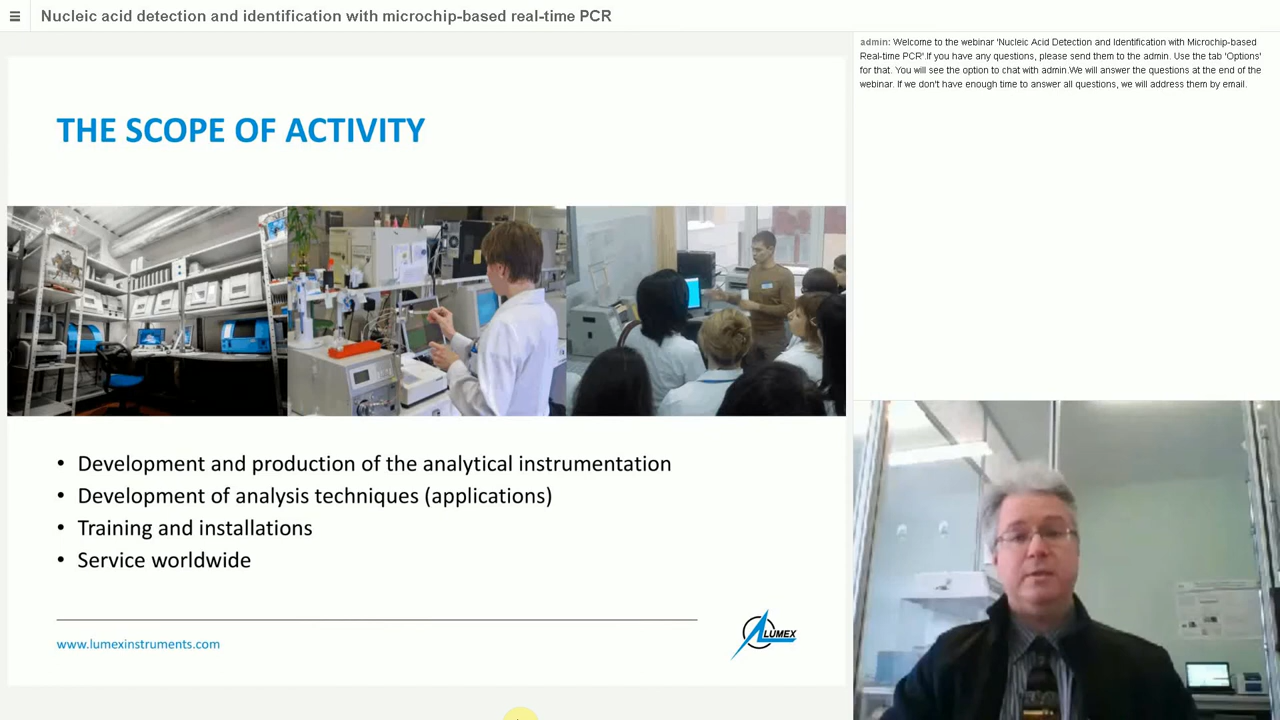 Nucleic acid detection and identification with microchip-based real-time PCR
admin: Welcome to the webinar 'Nucleic Acid Detection and Identification with Microchip-based
Real-time PCR'.If you have any questions, please send them to the admin. Use the tab 'Options'
for that. You will see the option to chat with admin.We will answer the questions at the end of the
webinar. If we don't have enough time to answer all questions, we will address them by email.
THE SCOPE OF ACTIVITY
• Development and production of the analytical instrumentation
• Development of analysis techniques (applications)
• Training and installations
• Service worldwide
www.lumexinstruments.com
LUMEX